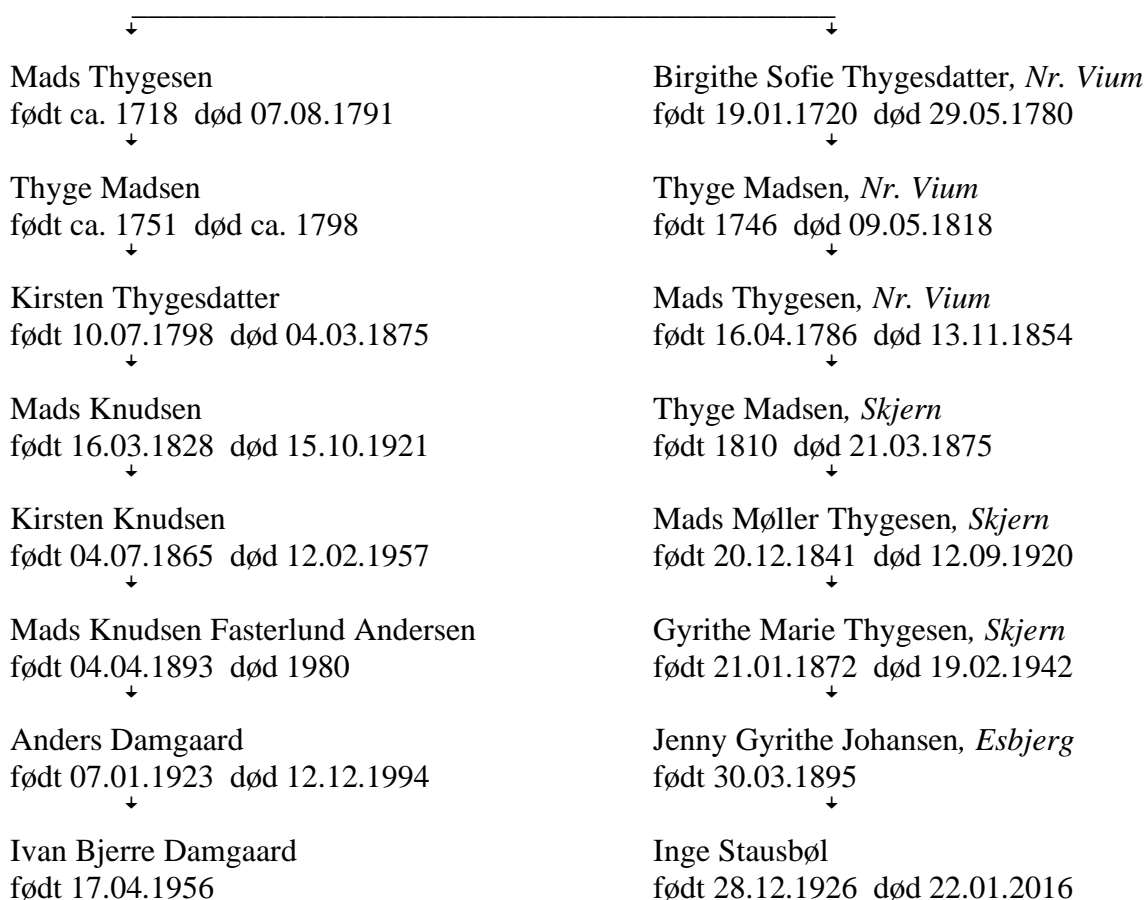 Mads Thygesen
født ca. 1718  død 07.08.1791
Thyge Madsen
født ca. 1751  død ca. 1798
Kirsten Thygesdatter
født 10.07.1798  død 04.03.1875
Mads Knudsen
født 16.03.1828  død 15.10.1921
Kirsten Knudsen
født 04.07.1865  død 12.02.1957
Mads Knudsen Fasterlund Andersen
født 04.04.1893  død 1980
Anders Damgaard
født 07.01.1923  død 12.12.1994
Ivan Bjerre Damgaard
født 17.04.1956
Birgithe Sofie Thygesdatter, Nr. Vium
født 19.01.1720  død 29.05.1780
Thyge Madsen, Nr. Vium
født 1746  død 09.05.1818
Mads Thygesen, Nr. Vium
født 16.04.1786  død 13.11.1854
Thyge Madsen, Skjern
født 1810  død 21.03.1875
Mads Møller Thygesen, Skjern
født 20.12.1841  død 12.09.1920
Gyrithe Marie Thygesen, Skjern
født 21.01.1872  død 19.02.1942
Jenny Gyrithe Johansen, Esbjerg
født 30.03.1895
Inge Stausbøl
født 28.12.1926  død 22.01.2016